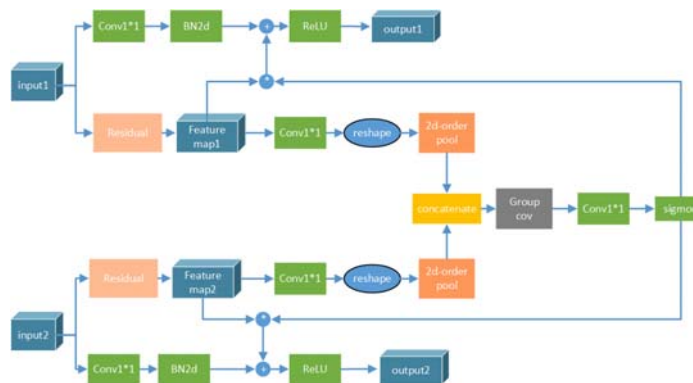 Conv1*1
BN2d
+
ReLU
output1
input1
*
Residual
Feature
map1
Conv1*1
reshape
2d-order
pool
concatenate
Group
cov
Conv1*1
Residual
Feature
map2
Conv1*1
reshape
2d-order
pool
input2
*
Conv1*1
BN2d
+
ReLU
output2